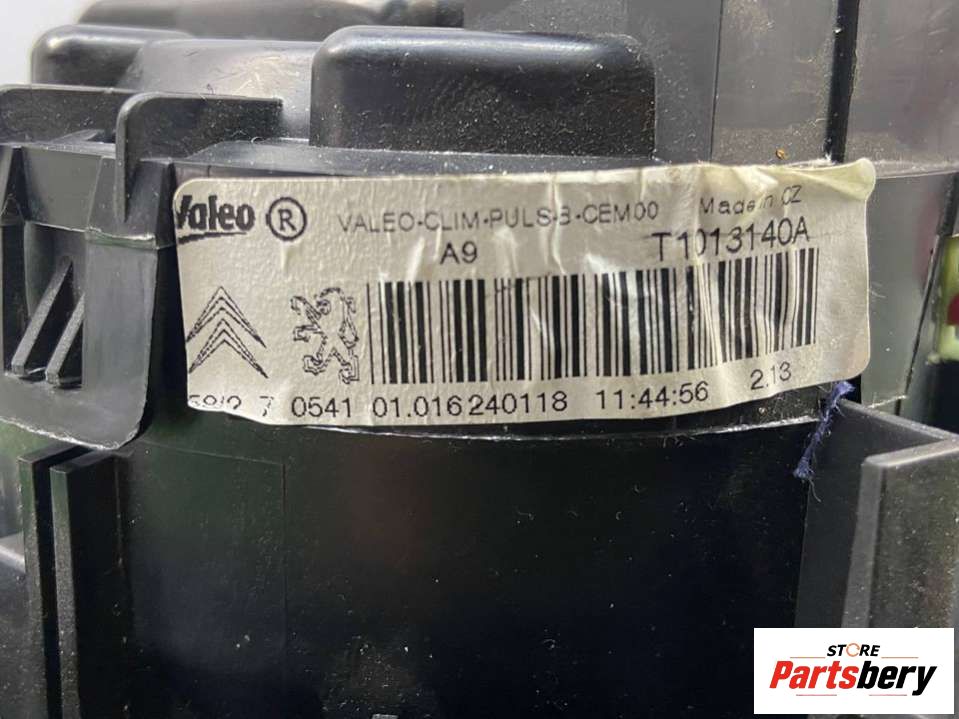 Valeo ® VALEO-CLIM-PULS-B-CEM00 Made in CZ
A9 T1013140A
7 0541 01.016240118 11:44:56 2.13
STORE
Partsbery